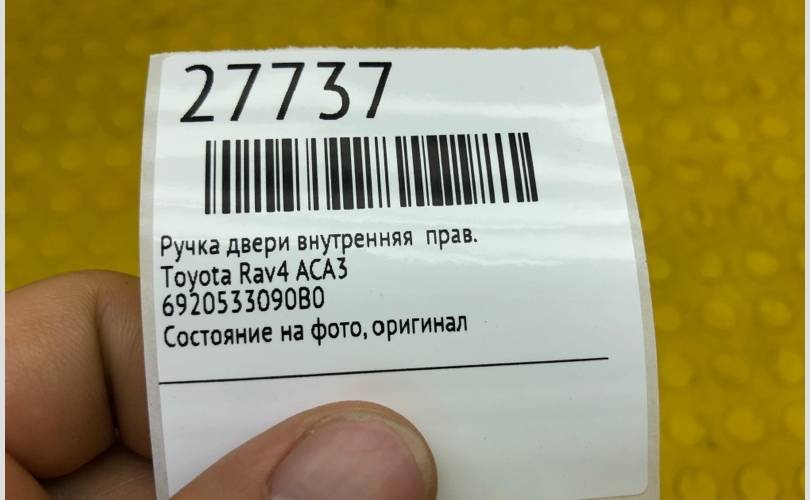 27737
Ручка двери внутренняя прав.
Toyota Rav4 ACA3
6920533090B0
Состояние на фото, оригинал